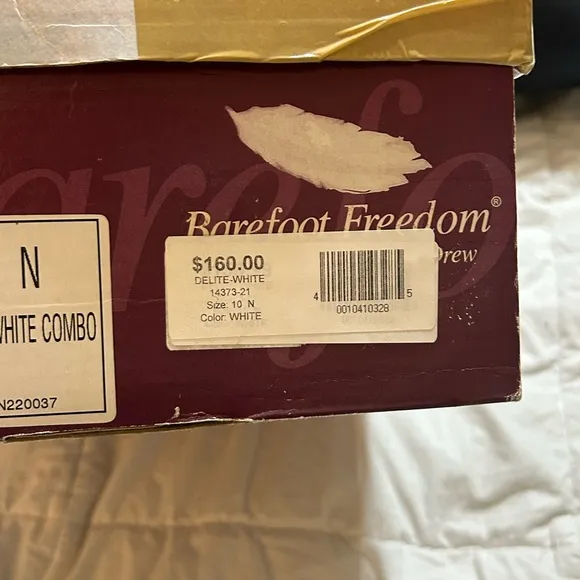 Barefoot Freedom®
Drew
N
WHITE COMBO
N220037
$160.00
DELITE-WHITE
14373-21
Size: 10 N
Color: WHITE
4 5
0010410328